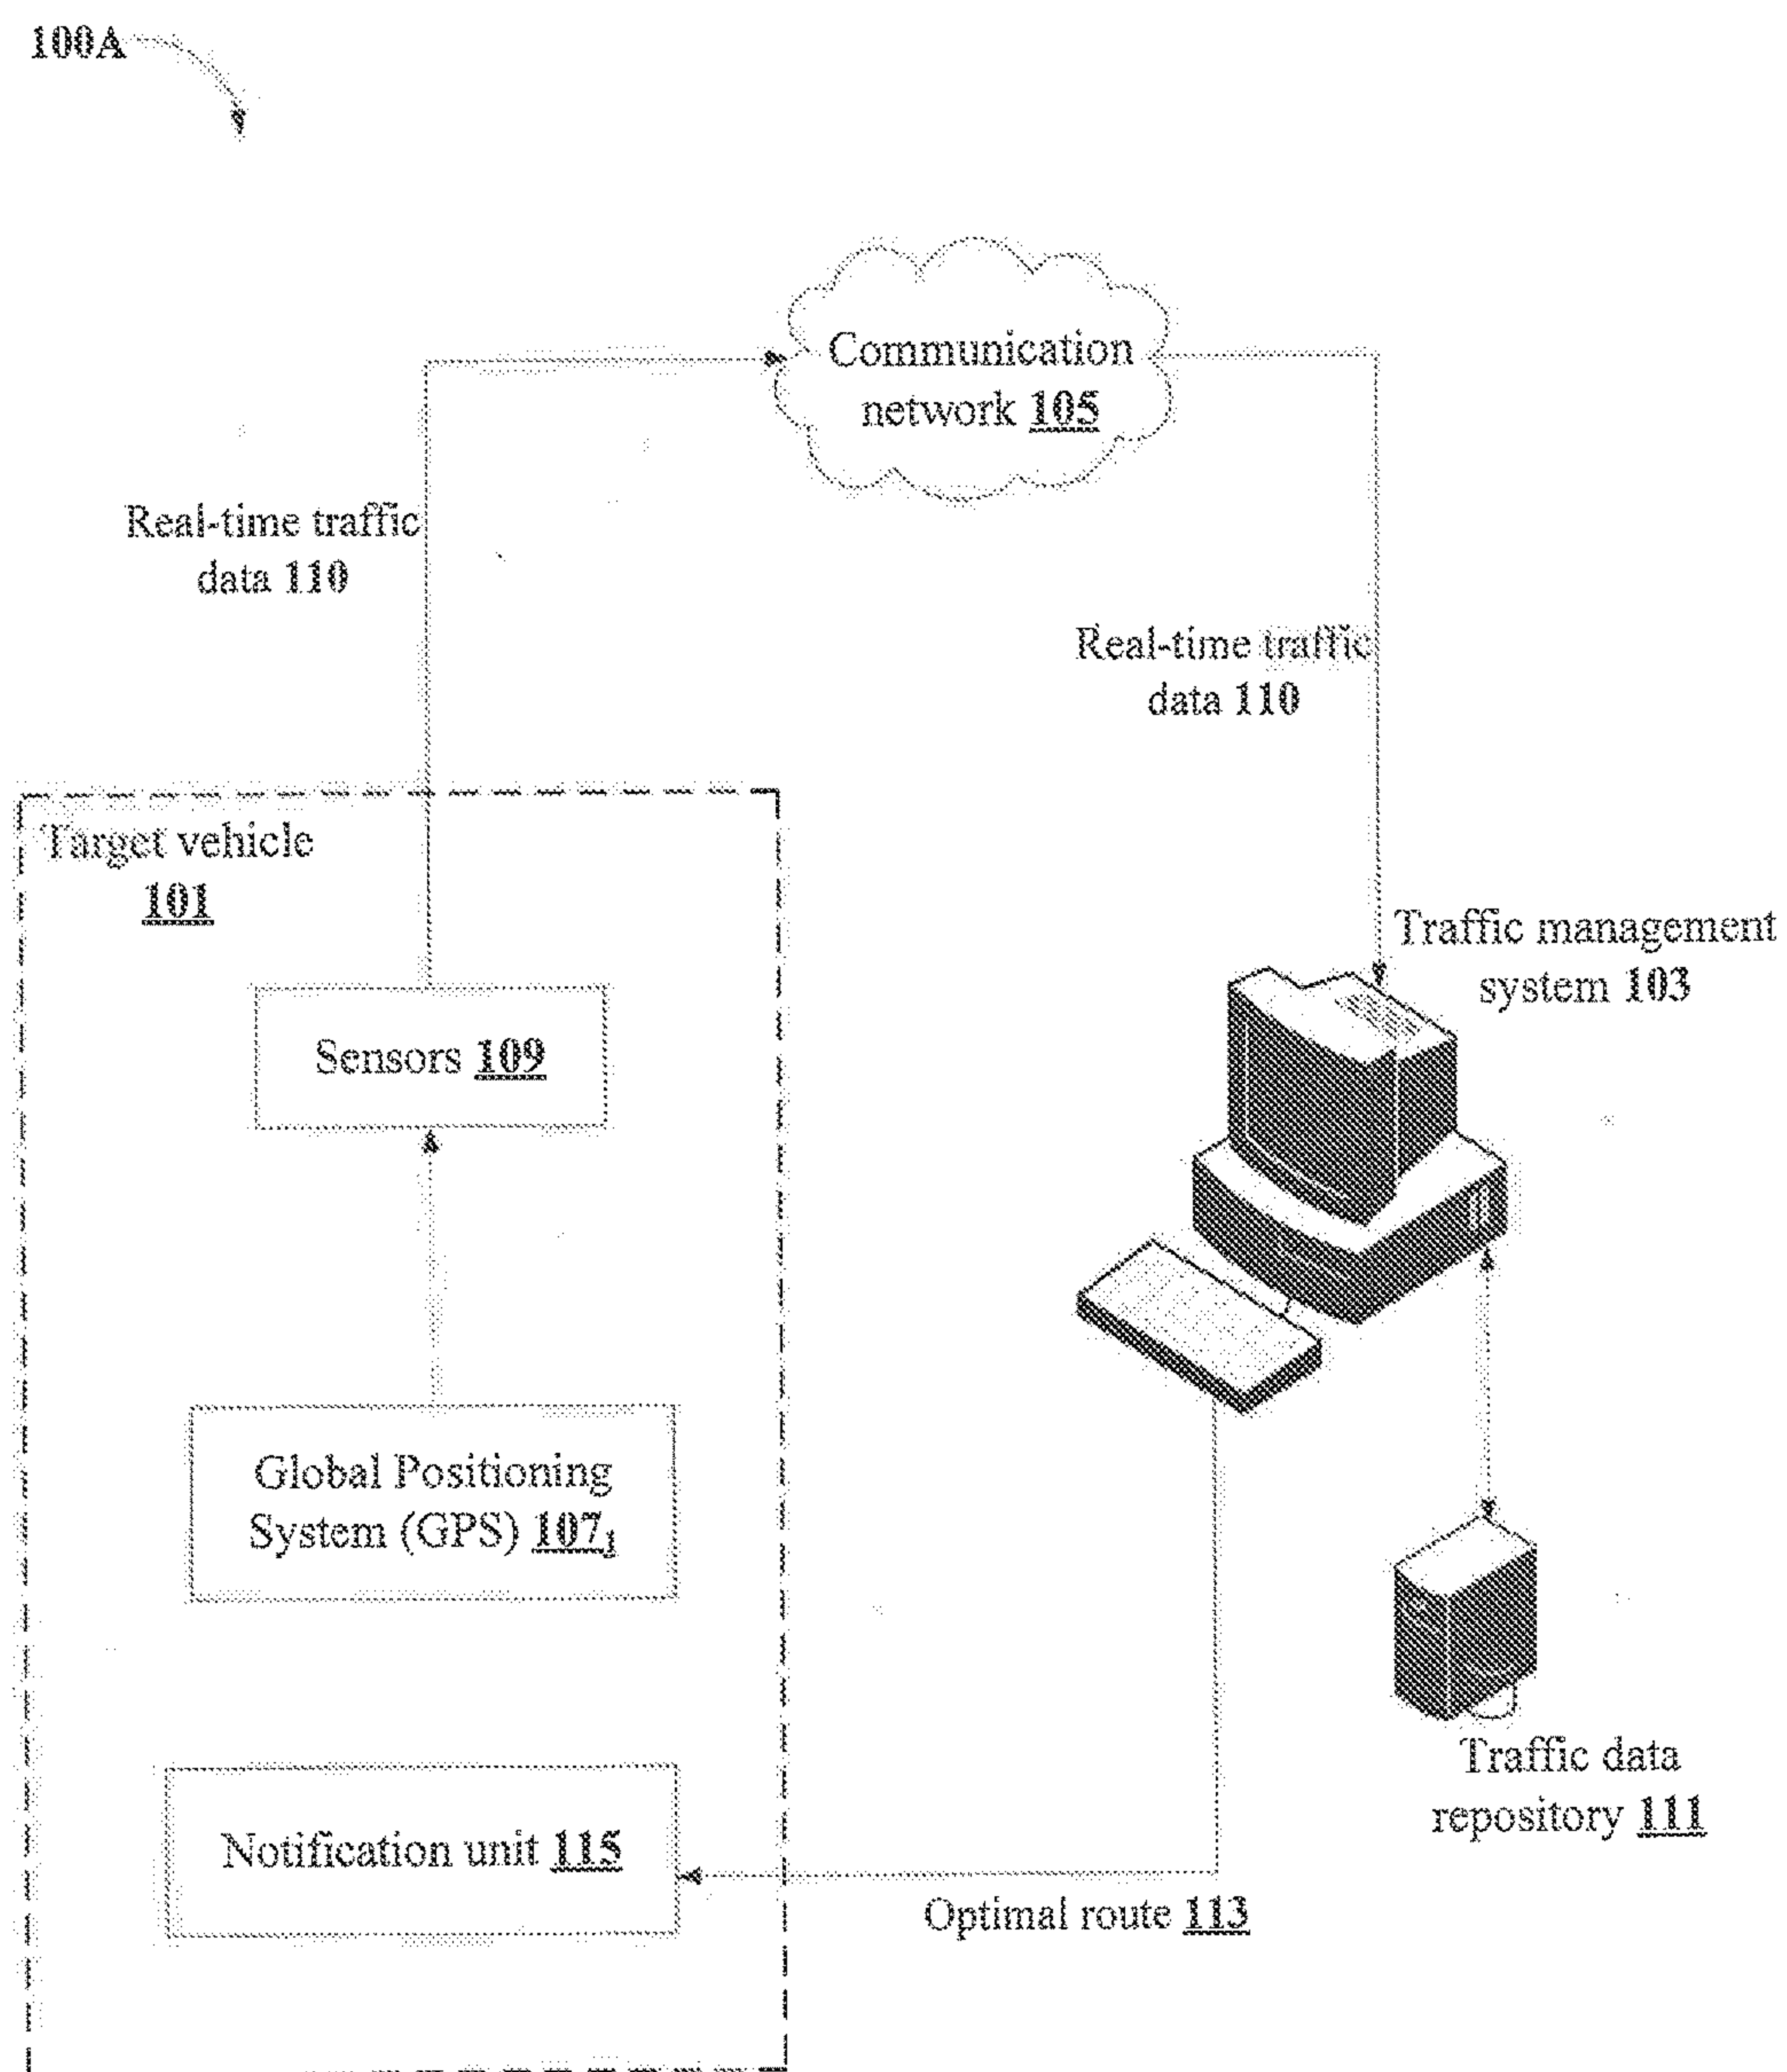 100A
Communication
network 105
Real-time traffic
data 110
Real-time traffic
data 110
Target vehicle
101
Traffic management
system 103
Sensors 109
Global Positioning
System (GPS) 107₁
Traffic data
repository 111
Notification unit 115
Optimal route 113